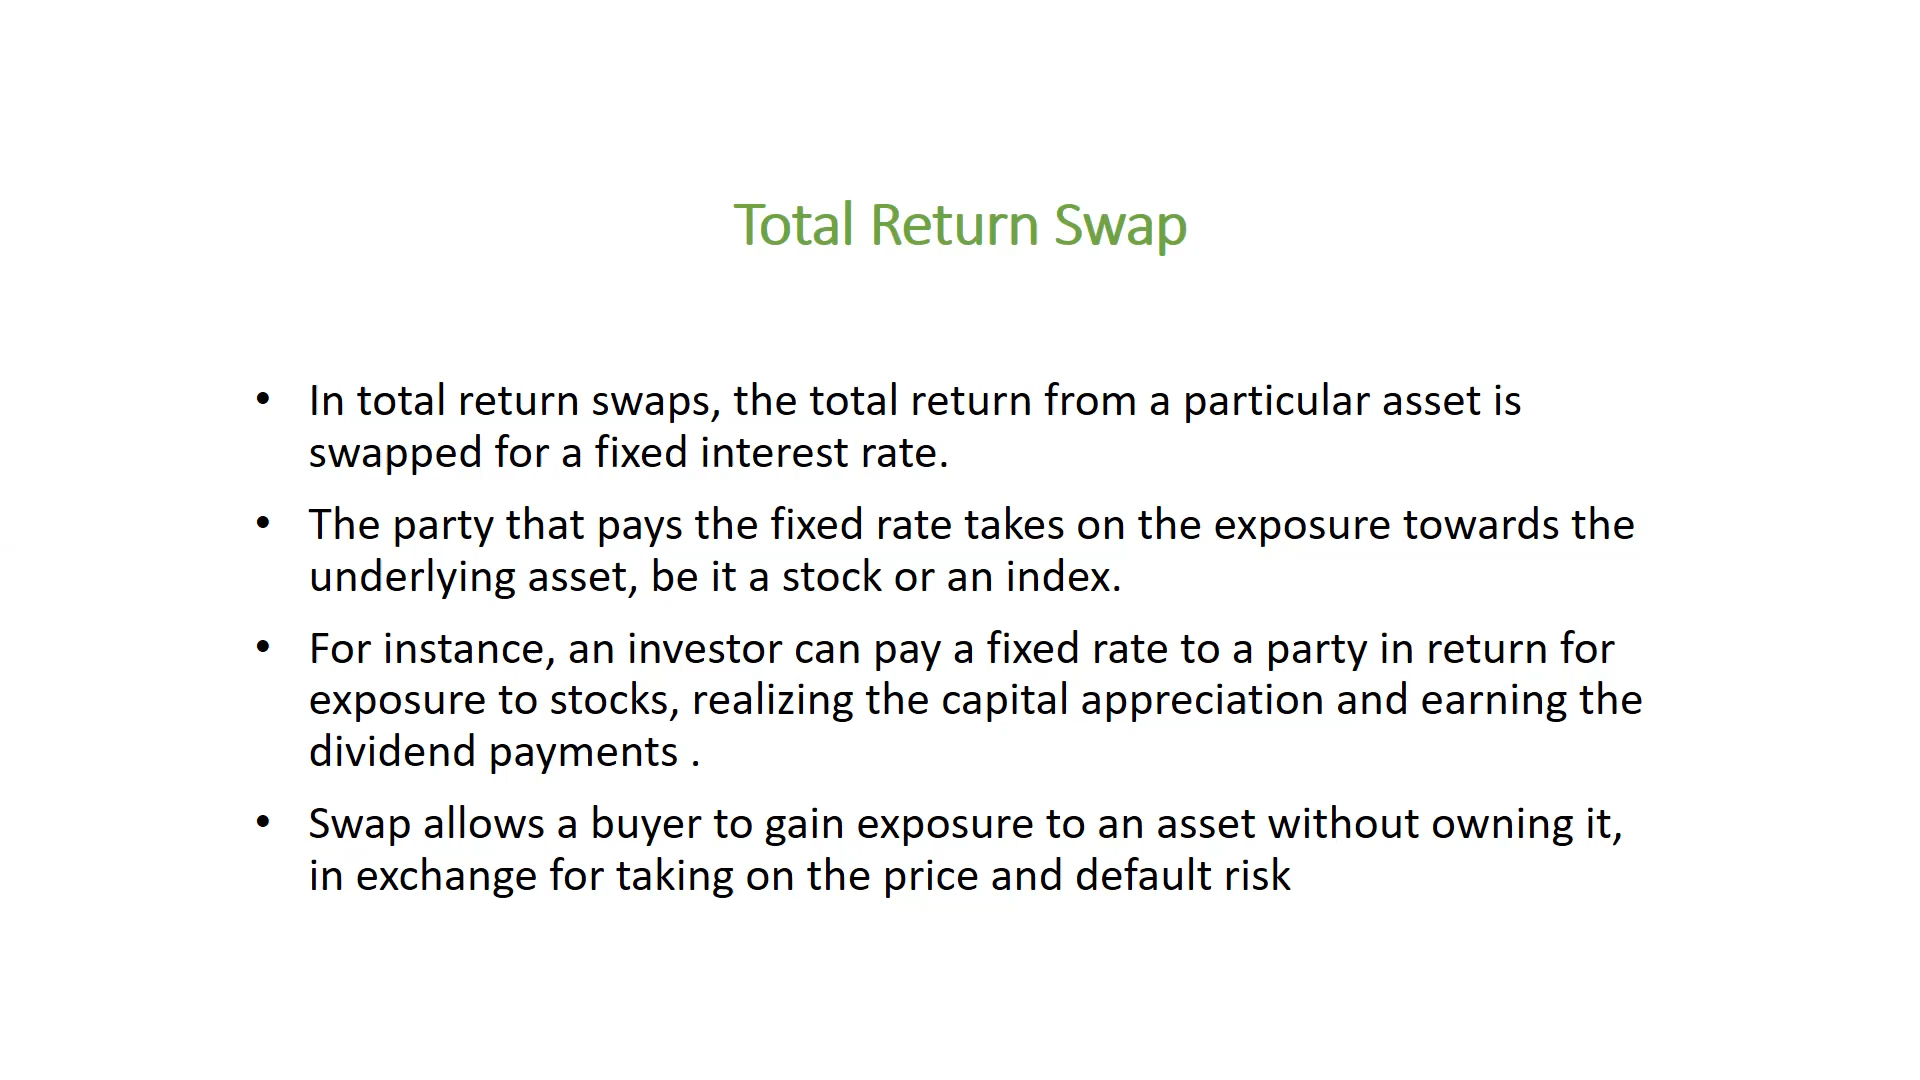 Total Return Swap
• In total return swaps, the total return from a particular asset is
swapped for a fixed interest rate.
• The party that pays the fixed rate takes on the exposure towards the
underlying asset, be it a stock or an index.
• For instance, an investor can pay a fixed rate to a party in return for
exposure to stocks, realizing the capital appreciation and earning the
dividend payments .
• Swap allows a buyer to gain exposure to an asset without owning it,
in exchange for taking on the price and default risk